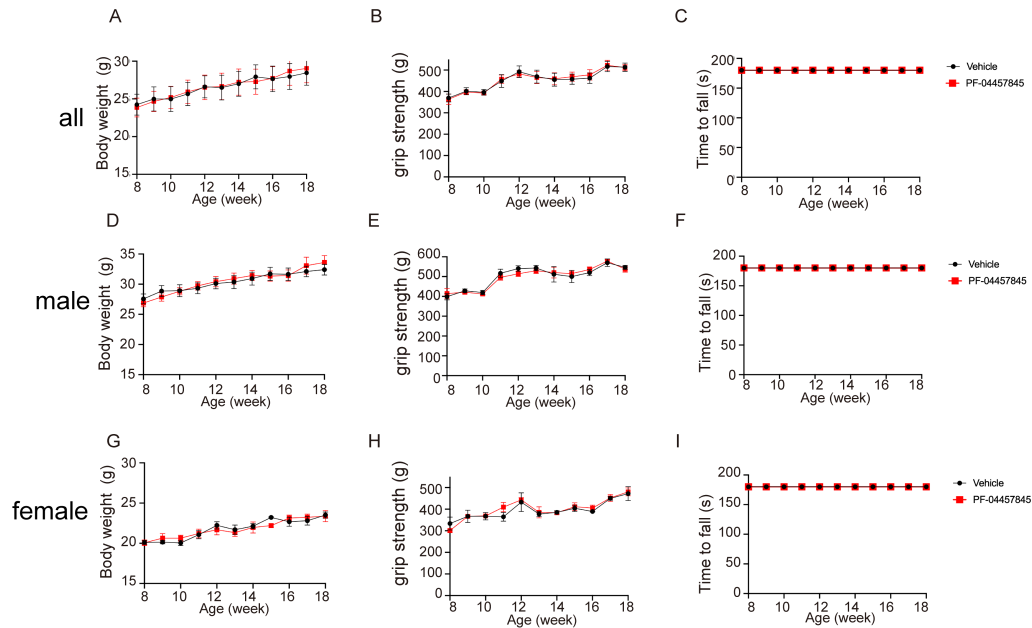 A
B
C
all
Body weight (g)
30
25
20
15
8 10 12 14 16 18
Age (week)
grip strength (g)
500
400
300
200
100
0
8 10 12 14 16 18
Age (week)
Time to fall (s)
200
150
100
50
0
8 10 12 14 16 18
Age (week)
Vehicle
PF-04457845
D
E
F
male
Body weight (g)
35
30
25
20
15
8 10 12 14 16 18
Age (week)
grip strength (g)
600
500
400
300
200
100
0
8 10 12 14 16 18
Age (week)
Time to fall (s)
200
150
100
50
0
8 10 12 14 16 18
Age (week)
Vehicle
PF-04457845
G
H
I
female
Body weight (g)
30
25
20
15
8 10 12 14 16 18
Age (week)
grip strength (g)
500
400
300
200
100
0
8 10 12 14 16 18
Age (week)
Time to fall (s)
200
150
100
50
0
8 10 12 14 16 18
Age (week)
Vehicle
PF-04457845